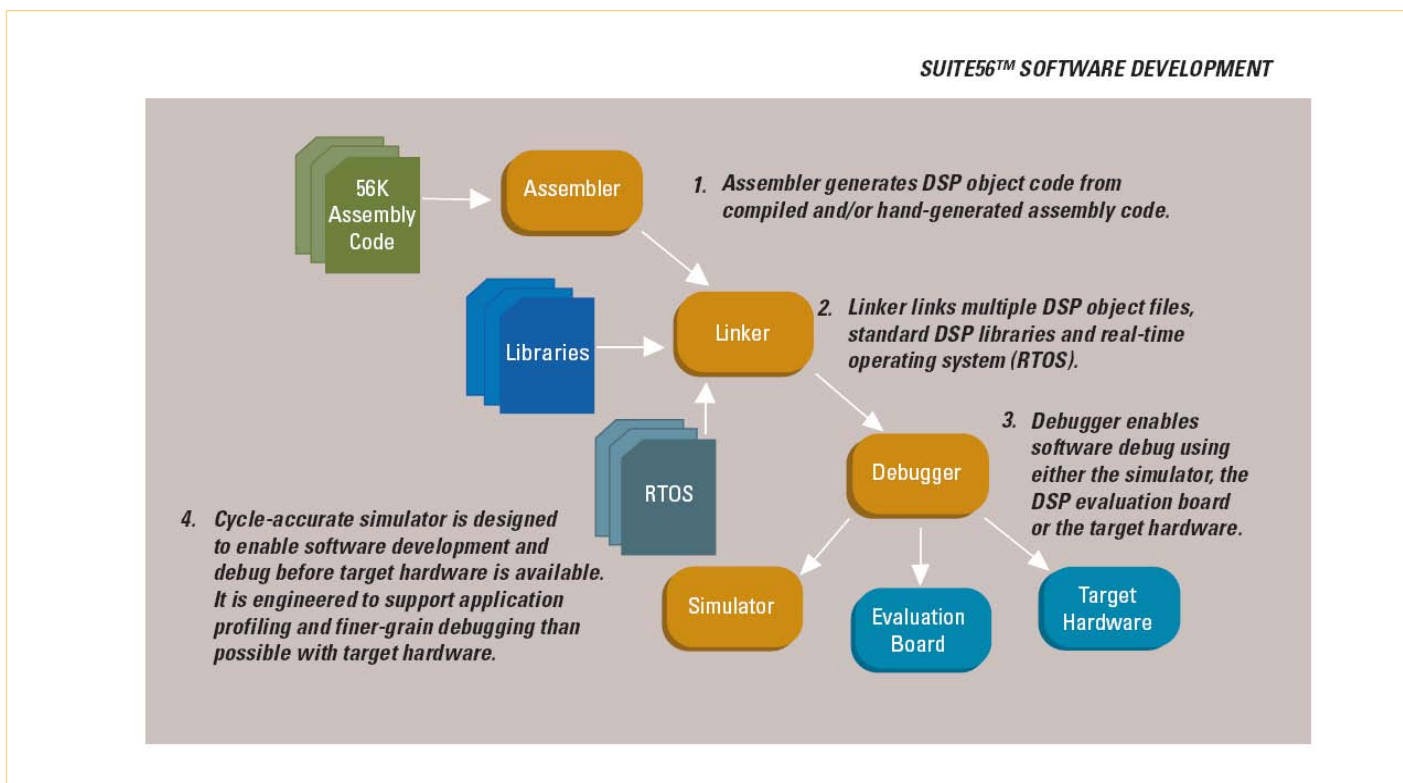 SUITE56™ SOFTWARE DEVELOPMENT
56K
Assembly
Code
Assembler
1. Assembler generates DSP object code from
compiled and/or hand-generated assembly code.
Libraries
Linker
2. Linker links multiple DSP object files,
standard DSP libraries and real-time
operating system (RTOS).
RTOS
Debugger
3. Debugger enables
software debug using
either the simulator, the
DSP evaluation board
or the target hardware.
4. Cycle-accurate simulator is designed
to enable software development and
debug before target hardware is available.
It is engineered to support application
profiling and finer-grain debugging than
possible with target hardware.
Simulator
Evaluation
Board
Target
Hardware